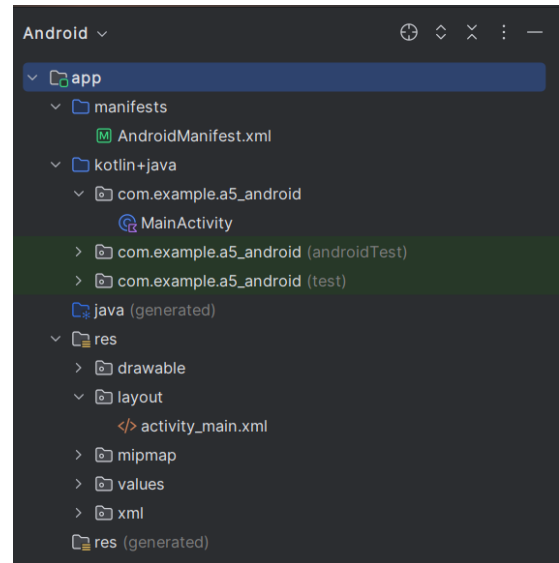 Android
app
manifests
AndroidManifest.xml
kotlin+java
com.example.a5_android
MainActivity
com.example.a5_android (androidTest)
com.example.a5_android (test)
java (generated)
res
drawable
layout
activity_main.xml
mipmap
values
xml
res (generated)